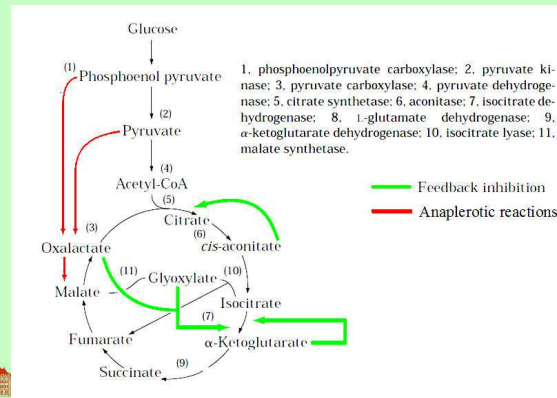 Glucose
(1)
Phosphoenol pyruvate
(2)
Pyruvate
(4)
Acetyl-CoA
(5)
Citrate
(6)
(3)
cis-aconitate
Oxalactate
(11)
Glyoxylate
(10)
Malate
Isocitrate
(7)
Fumarate
α-Ketoglutarate
(9)
Succinate
1, phosphoenolpyruvate carboxylase; 2, pyruvate ki-
nase; 3, pyruvate carboxylase; 4, pyruvate dehydroge-
nase; 5, citrate synthetase; 6, aconitase; 7, isocitrate de-
hydrogenase; 8, L-glutamate dehydrogenase; 9,
α-ketoglutarate dehydrogenase; 10, isocitrate lyase; 11,
malate synthetase.
Feedback inhibition
Anaplerotic reactions